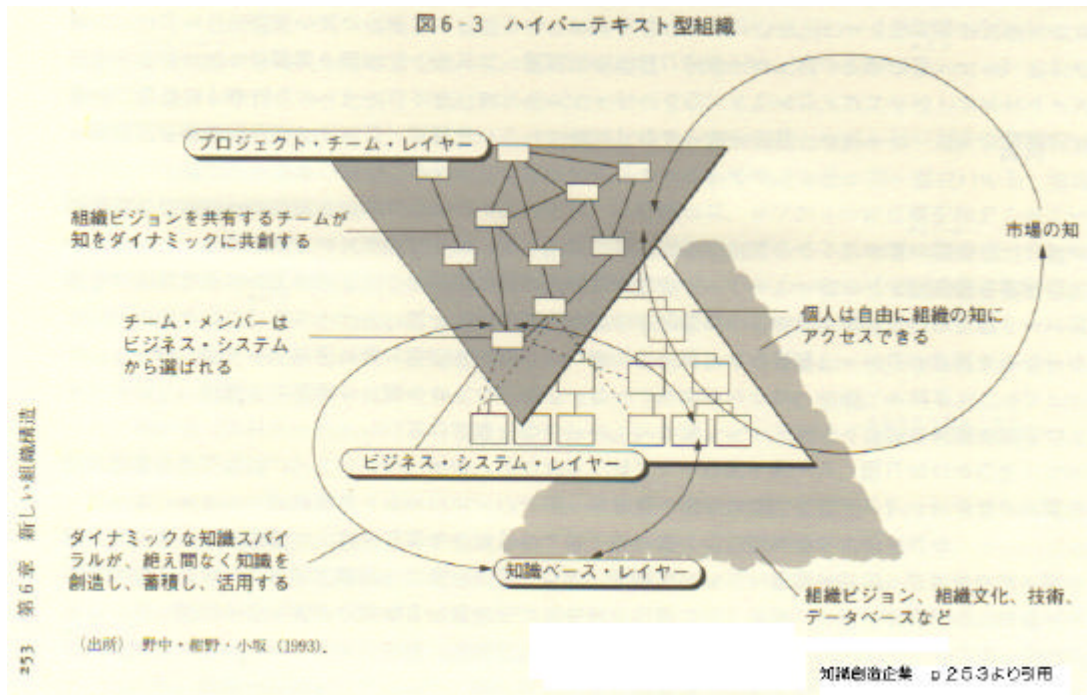 図6-3 ハイパーテキスト型組織
プロジェクト・チーム・レイヤー
組織ビジョンを共有するチームが
知をダイナミックに共創する
市場の知
チーム・メンバーは
ビジネス・システム
から選ばれる
個人は自由に組織の知に
アクセスできる
ビジネス・システム・レイヤー
ダイナミックな知識スパイ
ラルが、絶え間なく知識を
創造し、蓄積し、活用する
知識ベース・レイヤー
組織ビジョン、組織文化、技術、
データベースなど
(出所) 野中・紺野・小坂 (1993).
253 第6章 新しい組織構造
知識創造企業 p253より引用